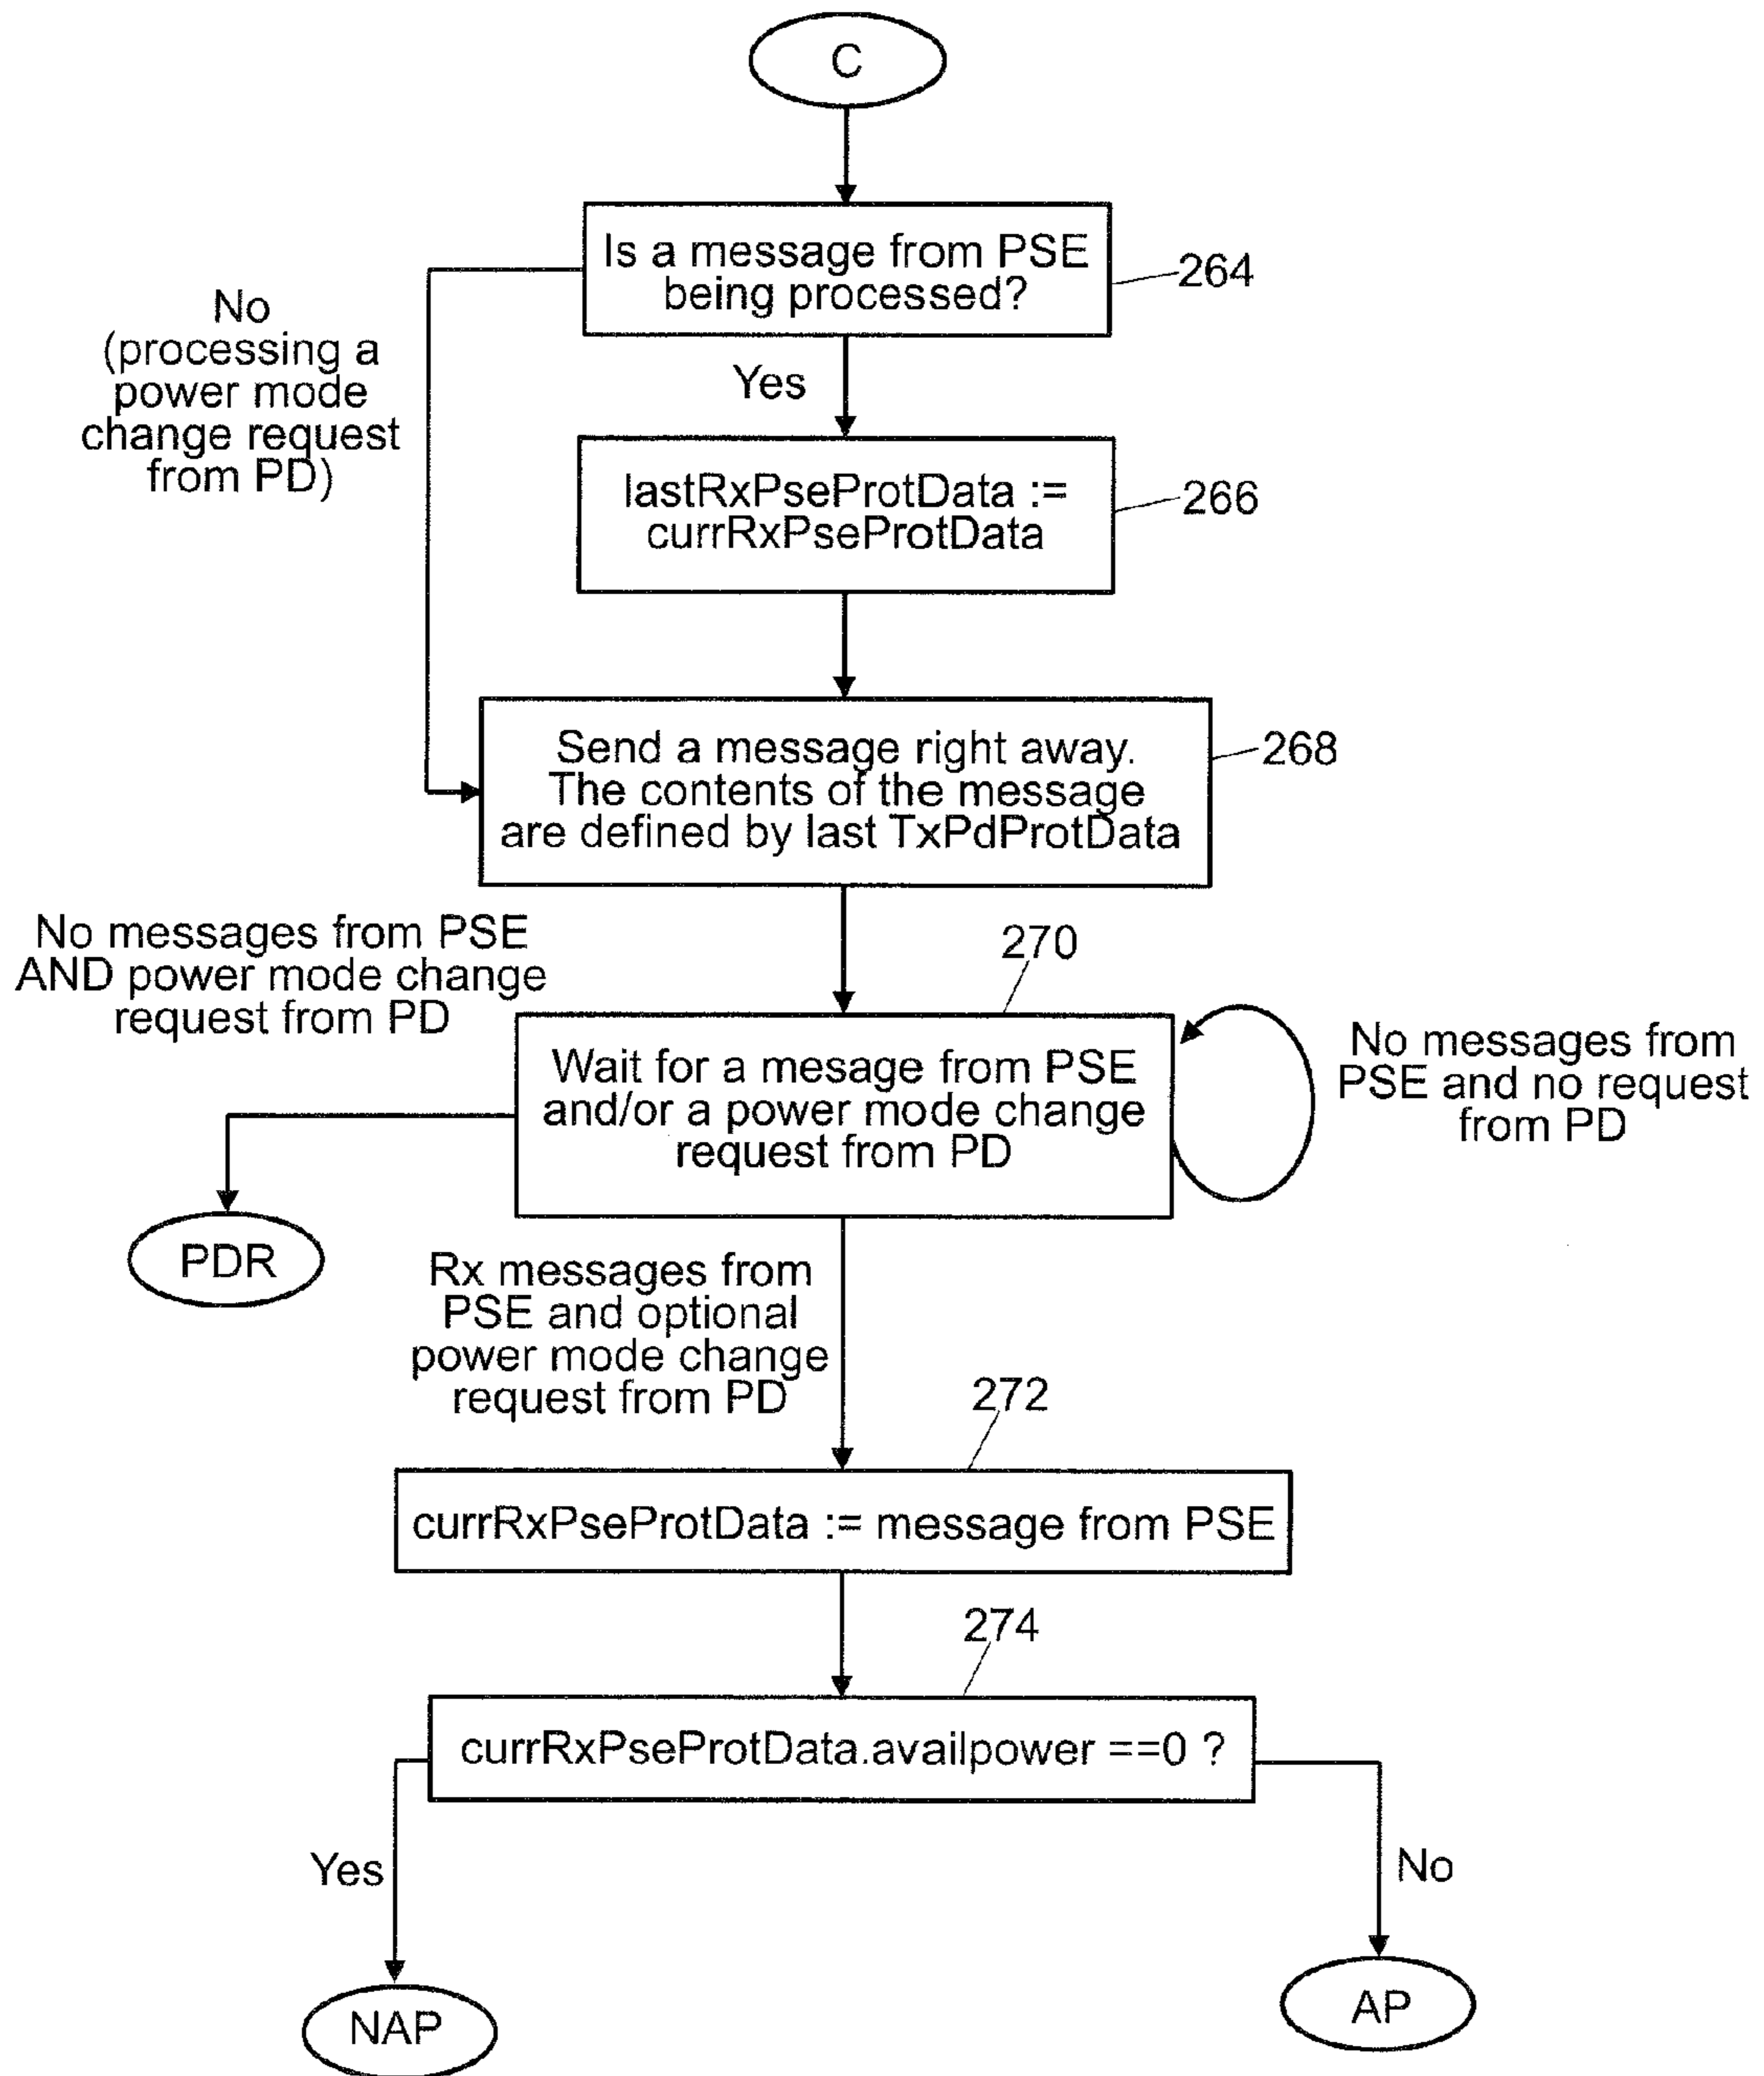 C
Is a message from PSE
being processed?
264
No
(processing a
power mode
change request
from PD)
Yes
lastRxPseProtData :=
currRxPseProtData
266
Send a message right away.
The contents of the message
are defined by last TxPdProtData
268
No messages from PSE
AND power mode change
request from PD
270
Wait for a mesage from PSE
and/or a power mode change
request from PD
No messages from
PSE and no request
from PD
PDR
Rx messages from
PSE and optional
power mode change
request from PD
272
currRxPseProtData := message from PSE
274
currRxPseProtData.availpower ==0 ?
Yes
No
NAP
AP